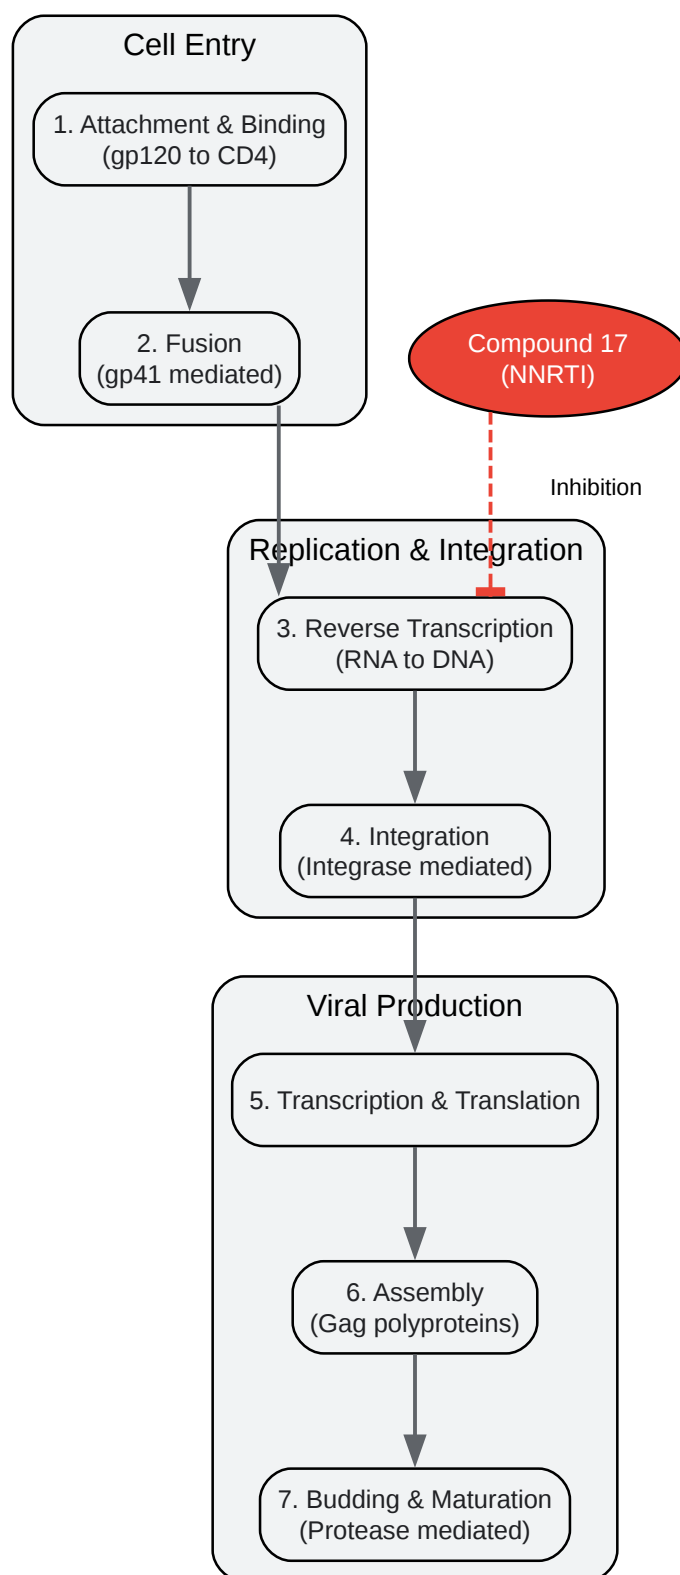 Cell Entry
1. Attachment & Binding
(gp120 to CD4)
2. Fusion
(gp41 mediated)
Compound 17
(NNRTI)
Inhibition
Replication & Integration
3. Reverse Transcription
(RNA to DNA)
4. Integration
(Integrase mediated)
Viral Production
5. Transcription & Translation
6. Assembly
(Gag polyproteins)
7. Budding & Maturation
(Protease mediated)